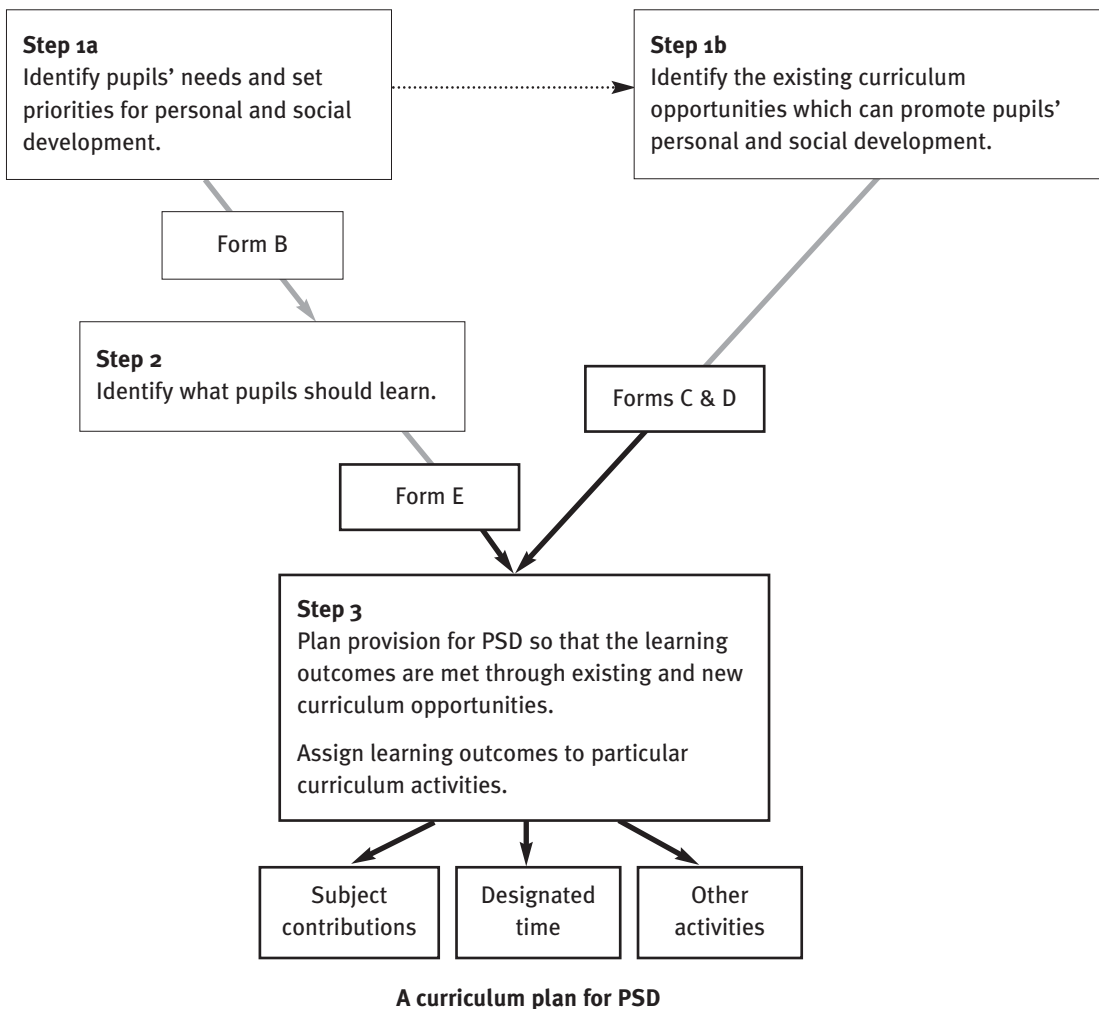 Step 1a
Identify pupils’ needs and set
priorities for personal and social
development.
Step 1b
Identify the existing curriculum
opportunities which can promote pupils’
personal and social development.
Form B
Step 2
Identify what pupils should learn.
Forms C & D
Form E
Step 3
Plan provision for PSD so that the learning
outcomes are met through existing and new
curriculum opportunities.
Assign learning outcomes to particular
curriculum activities.
Subject
contributions
Designated
time
Other
activities
A curriculum plan for PSD